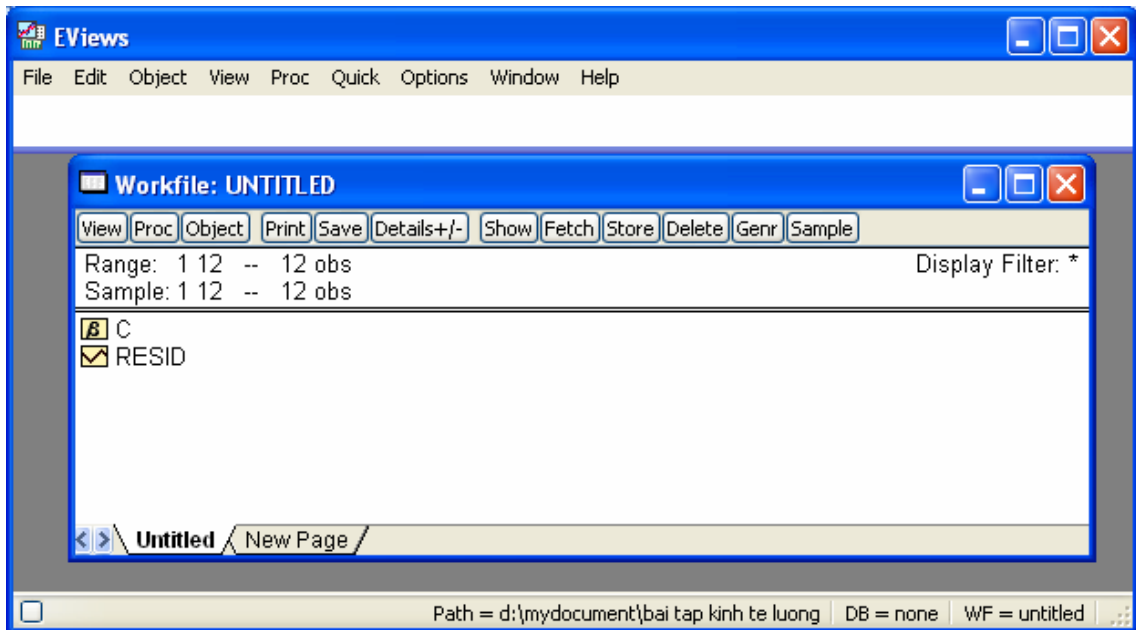 EViews
File Edit Object View Proc Quick Options Window Help
Workfile: UNTITLED
View Proc Object Print Save Details+/- Show Fetch Store Delete Genr Sample
Range: 1 12 -- 12 obs Display Filter: *
Sample: 1 12 -- 12 obs
β C
RESID
Untitled New Page
Path = d:\mydocument\bai tap kinh te luong DB = none WF = untitled